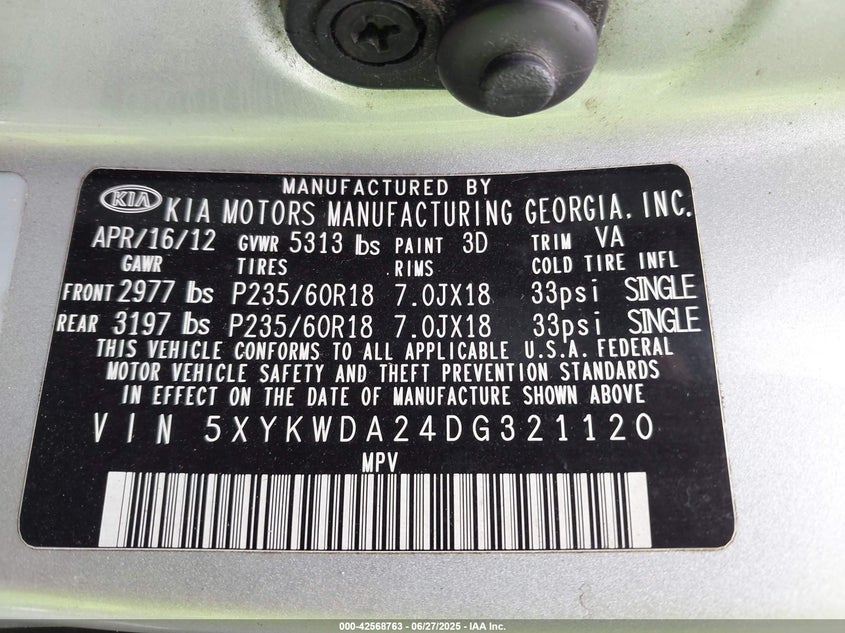 MANUFACTURED BY
KIA KIA MOTORS MANUFACTURING GEORGIA. INC.
APR/16/12 GVWR 5313 lbs PAINT 3D TRIM VA
GAWR TIRES RIMS COLD TIRE INFL
FRONT 2977 lbs P235/60R18 7.0JX18 33psi SINGLE
REAR 3197 lbs P235/60R18 7.0JX18 33psi SINGLE
THIS VEHICLE CONFORMS TO ALL APPLICABLE U.S.A. FEDERAL
MOTOR VEHICLE SAFETY AND THEFT PREVENTION STANDARDS
IN EFFECT ON THE DATE OF MANUFACTURE SHOWN ABOVE
VIN 5XYKWDA24DG321120
MPV
000-42568763 - 06/27/2025 - IAA Inc.